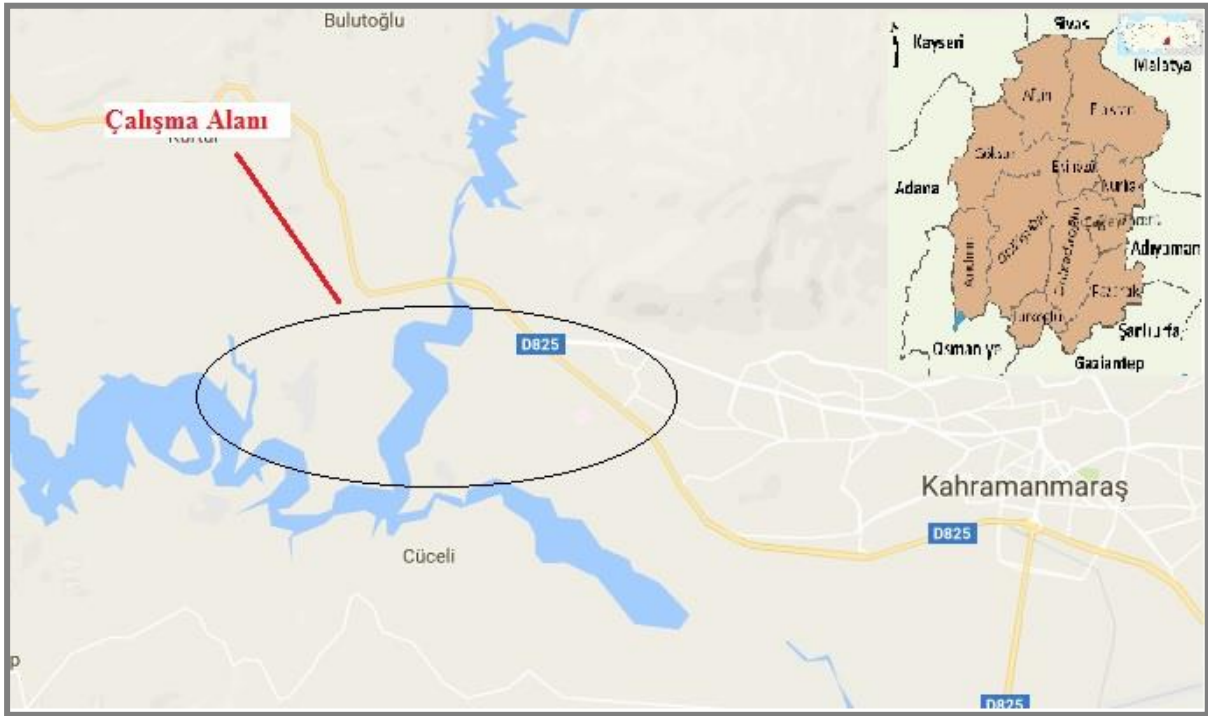 Bulutoğlu
Çalışma Alanı
D825
Kahramanmaraş
D825
Cüceli
p
D825
Sivas
Kayseri
Malatya
Afşin
Elbistan
Göksun
Ekinözü
Nurhak
Adana
Andırın
Adıyaman
Pazarcık
Türkoğlu
Şanlıurfa
Osmaniye
Gaziantep